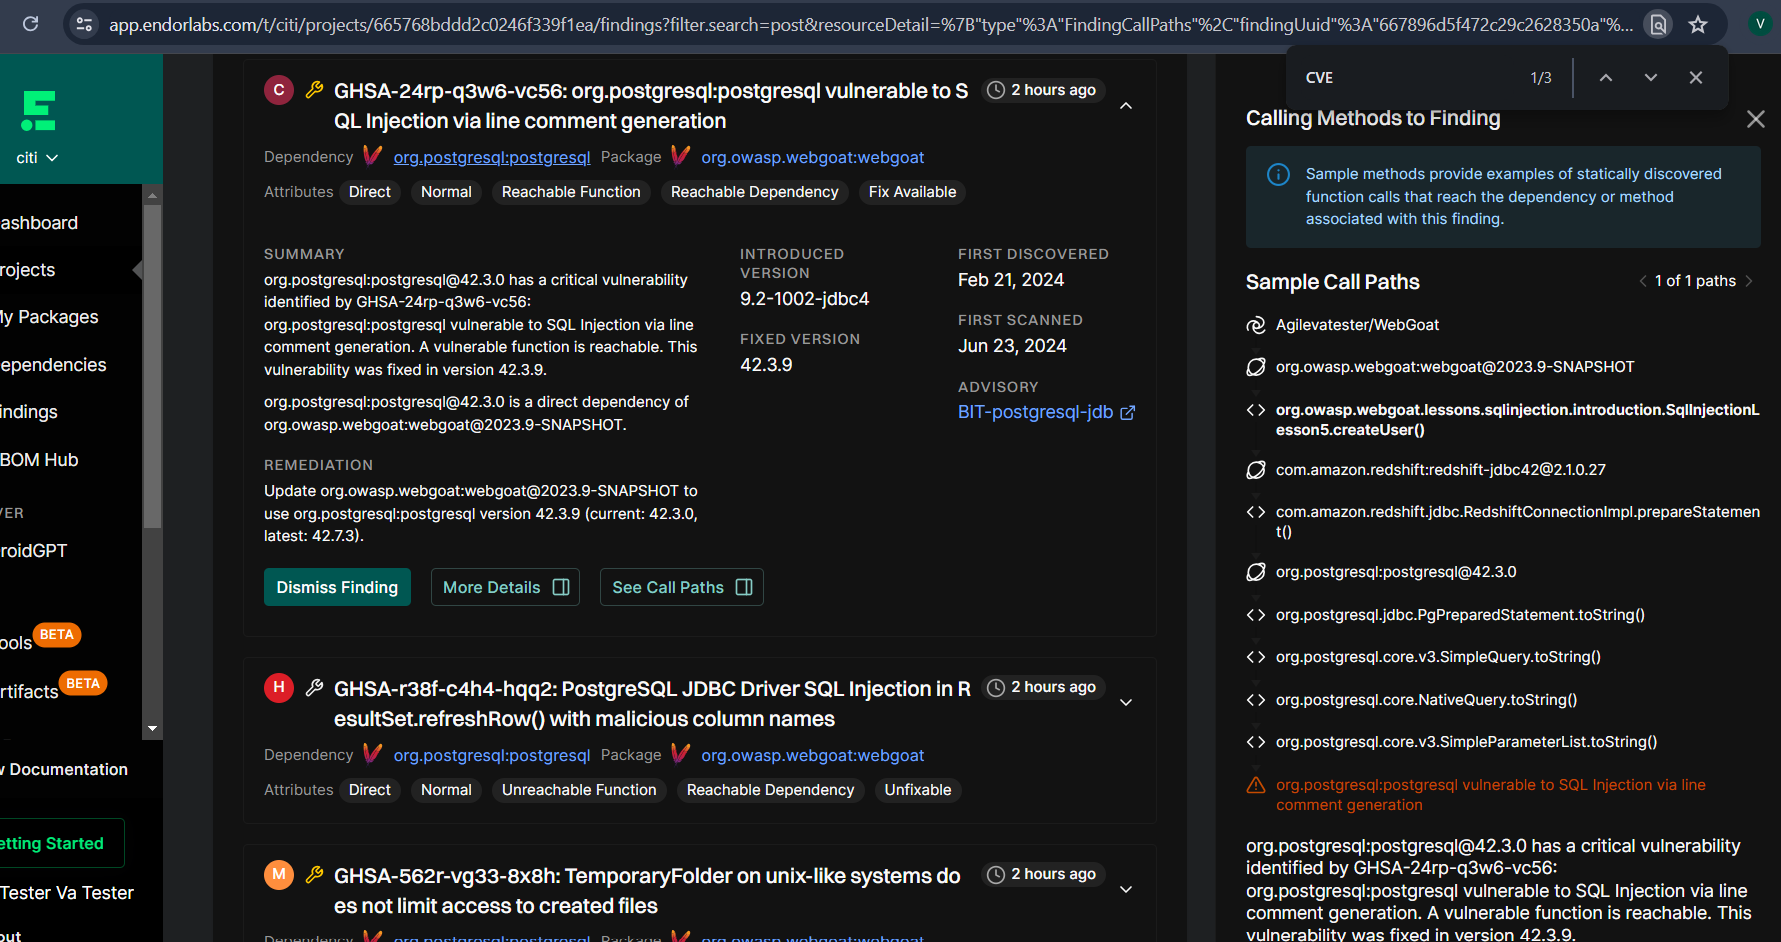 app.endorlabs.com/t/citi/projects/665768bddd2c0246f339f1ea/findings?filter.search=post&resourceDetail=%7B"type"%3A"FindingCallPaths"%2C"findingUuid"%3A"667896d5f472c29c2628350a"%...
V
CVE
1/3
citi
ashboard
rojects
y Packages
ependencies
indings
BOM Hub
ER
roidGPT
ools BETA
rtifacts BETA
Documentation
etting Started
Tester Va Tester
out
C
GHSA-24rp-q3w6-vc56: org.postgresql:postgresql vulnerable to S
QL Injection via line comment generation
2 hours ago
Dependency org.postgresql:postgresql Package org.owasp.webgoat:webgoat
Attributes Direct Normal Reachable Function Reachable Dependency Fix Available
SUMMARY
org.postgresql:postgresql@42.3.0 has a critical vulnerability
identified by GHSA-24rp-q3w6-vc56:
org.postgresql:postgresql vulnerable to SQL Injection via line
comment generation. A vulnerable function is reachable. This
vulnerability was fixed in version 42.3.9.
org.postgresql:postgresql@42.3.0 is a direct dependency of
org.owasp.webgoat:webgoat@2023.9-SNAPSHOT.
REMEDIATION
Update org.owasp.webgoat:webgoat@2023.9-SNAPSHOT to
use org.postgresql:postgresql version 42.3.9 (current: 42.3.0,
latest: 42.7.3).
INTRODUCED
VERSION
9.2-1002-jdbc4
FIXED VERSION
42.3.9
FIRST DISCOVERED
Feb 21, 2024
FIRST SCANNED
Jun 23, 2024
ADVISORY
BIT-postgresql-jdb
Dismiss Finding
More Details
See Call Paths
H
GHSA-r38f-c4h4-hqq2: PostgreSQL JDBC Driver SQL Injection in R
esultSet.refreshRow() with malicious column names
2 hours ago
Dependency org.postgresql:postgresql Package org.owasp.webgoat:webgoat
Attributes Direct Normal Unreachable Function Reachable Dependency Unfixable
M
GHSA-562r-vg33-8x8h: TemporaryFolder on unix-like systems do
es not limit access to created files
2 hours ago
Dependency org.postgresql:postgresql Package org.owasp.webgoat:webgoat
Calling Methods to Finding
Sample methods provide examples of statically discovered
function calls that reach the dependency or method
associated with this finding.
Sample Call Paths
1 of 1 paths
Agilevatester/WebGoat
org.owasp.webgoat:webgoat@2023.9-SNAPSHOT
org.owasp.webgoat.lessons.sqlinjection.introduction.SqlInjectionL
esson5.createUser()
com.amazon.redshift:redshift-jdbc42@2.1.0.27
com.amazon.redshift.jdbc.RedshiftConnectionImpl.prepareStatemen
t()
org.postgresql:postgresql@42.3.0
org.postgresql.jdbc.PgPreparedStatement.toString()
org.postgresql.core.v3.SimpleQuery.toString()
org.postgresql.core.NativeQuery.toString()
org.postgresql.core.v3.SimpleParameterList.toString()
org.postgresql:postgresql vulnerable to SQL Injection via line
comment generation
org.postgresql:postgresql@42.3.0 has a critical vulnerability
identified by GHSA-24rp-q3w6-vc56:
org.postgresql:postgresql vulnerable to SQL Injection via line
comment generation. A vulnerable function is reachable. This
vulnerability was fixed in version 42.3.9.